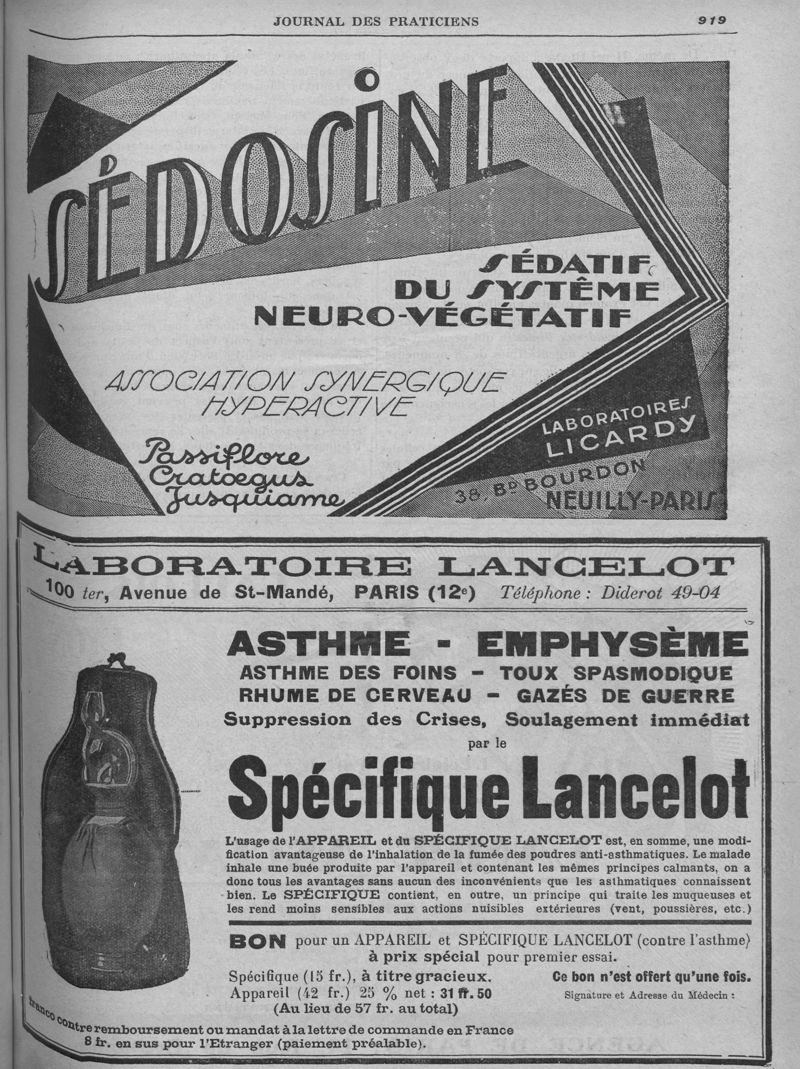 JOURNAL DES PRATICIENS
919
SÉDOSINE
SÉDATIF
DU SYSTÊME
NEURO-VÉGÉTATIF
ASSOCIATION SYNERGIQUE
HYPERACTIVE
Passiflore
Cratœgus
Jusquiame
LABORATOIRES
LICARDY
38, BD BOURDON
NEUILLY-PARIS
LABORATOIRE LANCELOT
100 ter, Avenue de St-Mandé, PARIS (12e) Téléphone : Diderot 49-04
ASTHME - EMPHYSÈME
ASTHME DES FOINS - TOUX SPASMODIQUE
RHUME DE CERVEAU - GAZÉS DE GUERRE
Suppression des Crises, Soulagement immédiat
par le
Spécifique Lancelot
L'usage de l'APPAREIL et du SPÉCIFIQUE LANCELOT est, en somme, une modi-
fication avantageuse de l'inhalation de la fumée des poudres anti-asthmatiques. Le malade
inhale une buée produite par l'appareil et contenant les mêmes principes calmants, on a
donc tous les avantages sans aucun des inconvénients que les asthmatiques connaissent
bien. Le SPÉCIFIQUE contient, en outre, un principe qui traite les muqueuses et
les rend moins sensibles aux actions nuisibles extérieures (vent, poussières, etc.)
BON pour un APPAREIL et SPÉCIFIQUE LANCELOT (contre l'asthme)
à prix spécial pour premier essai.
Spécifique (15 fr.), à titre gracieux.
Ce bon n'est offert qu'une fois.
Appareil (42 fr.) 25 % net : 31 fr. 50
Signature et Adresse du Médecin :
(Au lieu de 57 fr. au total)
franco contre remboursement ou mandat à la lettre de commande en France
8 fr. en sus pour l'Etranger (paiement préalable).